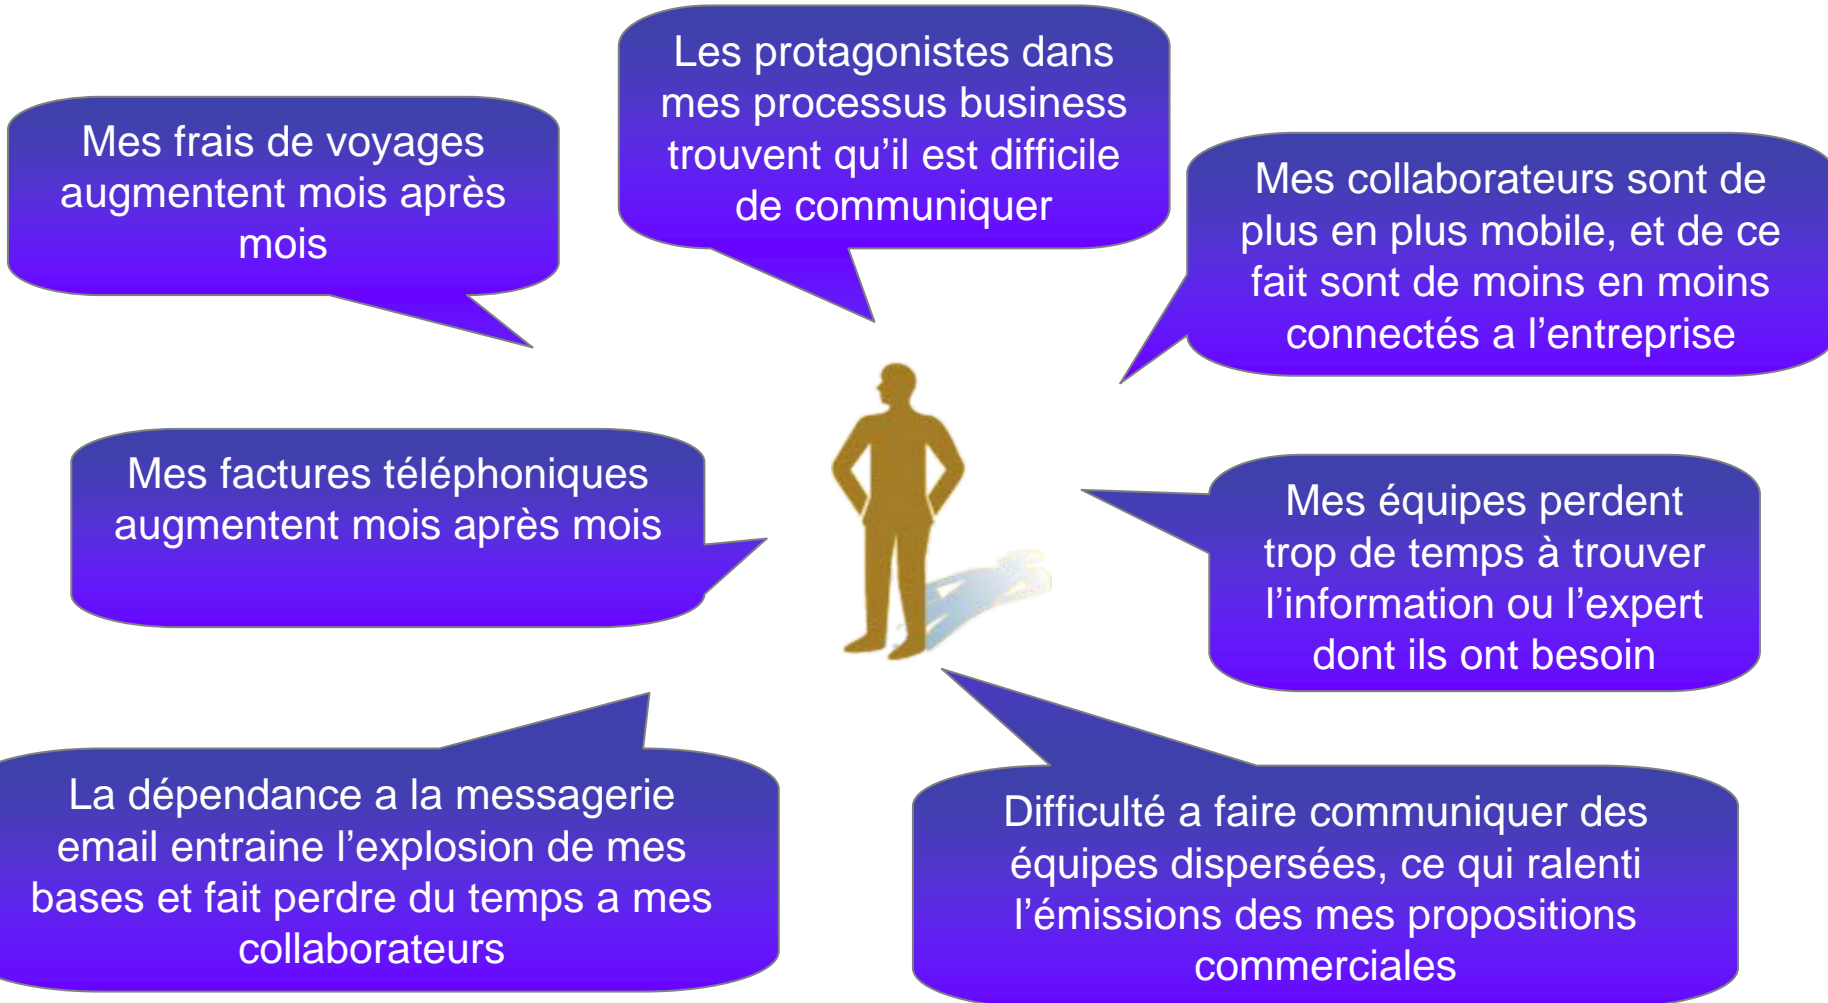 Les protagonistes dans
mes processus business
trouvent qu’il est difficile
de communiquer
Mes frais de voyages
augmentent mois après
mois
Mes collaborateurs sont de
plus en plus mobile, et de ce
fait sont de moins en moins
connectés a l’entreprise
Mes factures téléphoniques
augmentent mois après mois
Mes équipes perdent
trop de temps à trouver
l’information ou l’expert
dont ils ont besoin
La dépendance a la messagerie
email entraine l’explosion de mes
bases et fait perdre du temps a mes
collaborateurs
Difficulté a faire communiquer des
équipes dispersées, ce qui ralenti
l’émissions des mes propositions
commerciales